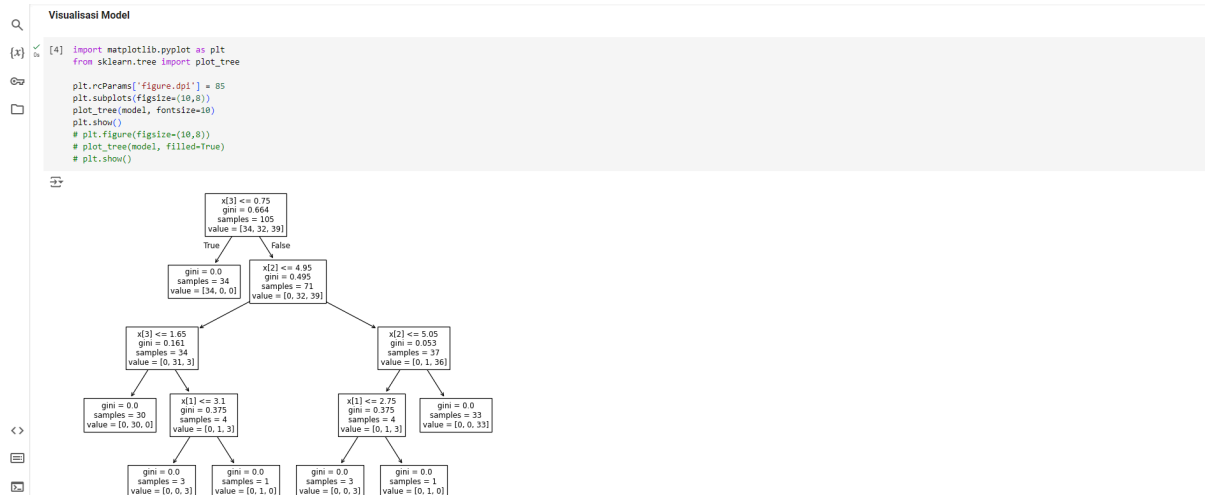 Visualisasi Model
{x}
0s
[4] import matplotlib.pyplot as plt
from sklearn.tree import plot_tree
plt.rcParams['figure.dpi'] = 85
plt.subplots(figsize=(10,8))
plot_tree(model, fontsize=10)
plt.show()
# plt.figure(figsize=(10,8))
# plot_tree(model, filled=True)
# plt.show()
x[3] <= 0.75
gini = 0.664
samples = 105
value = [34, 32, 39]
True
False
gini = 0.0
samples = 34
value = [34, 0, 0]
x[2] <= 4.95
gini = 0.495
samples = 71
value = [0, 32, 39]
x[3] <= 1.65
gini = 0.161
samples = 34
value = [0, 31, 3]
x[2] <= 5.05
gini = 0.053
samples = 37
value = [0, 1, 36]
gini = 0.0
samples = 30
value = [0, 30, 0]
x[1] <= 3.1
gini = 0.375
samples = 4
value = [0, 1, 3]
x[1] <= 2.75
gini = 0.375
samples = 4
value = [0, 1, 3]
gini = 0.0
samples = 33
value = [0, 0, 33]
gini = 0.0
samples = 3
value = [0, 0, 3]
gini = 0.0
samples = 1
value = [0, 1, 0]
gini = 0.0
samples = 3
value = [0, 0, 3]
gini = 0.0
samples = 1
value = [0, 1, 0]